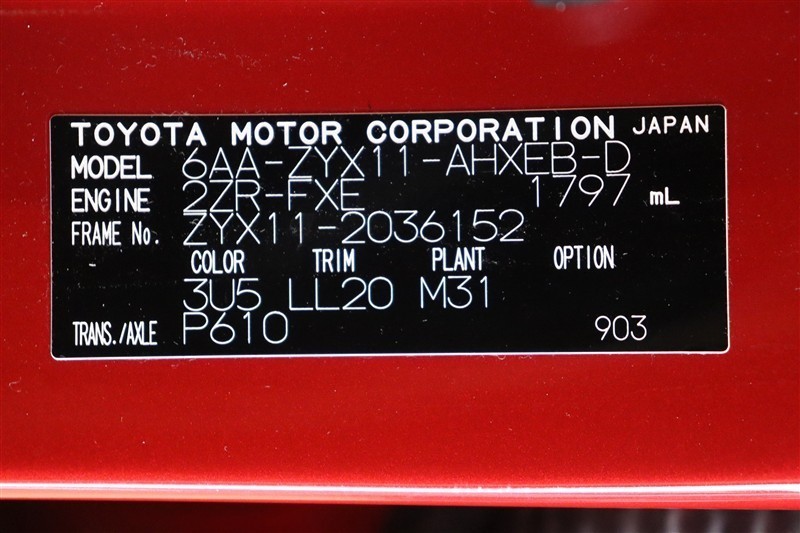 TOYOTA MOTOR CORPORATION JAPAN
MODEL 6AA-ZYX11-AHXEB-D
ENGINE 2ZR-FXE 1797 mL
FRAME No. ZYX11-2036152
COLOR TRIM PLANT OPTION
3U5 LL20 M31
TRANS./AXLE P610 903